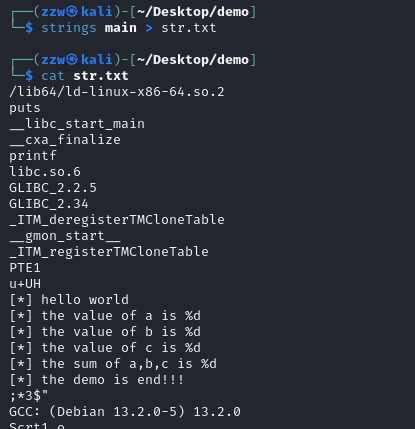 ┌──(zzw㉿kali)-[~/Desktop/demo]
└─$ strings main > str.txt
┌──(zzw㉿kali)-[~/Desktop/demo]
└─$ cat str.txt
/lib64/ld-linux-x86-64.so.2
puts
__libc_start_main
__cxa_finalize
printf
libc.so.6
GLIBC_2.2.5
GLIBC_2.34
_ITM_deregisterTMCloneTable
__gmon_start__
_ITM_registerTMCloneTable
PTE1
u+UH
[*] hello world
[*] the value of a is %d
[*] the value of b is %d
[*] the value of c is %d
[*] the sum of a,b,c is %d
[*] the demo is end!!!
;*3$"
GCC: (Debian 13.2.0-5) 13.2.0
Scrt1.o